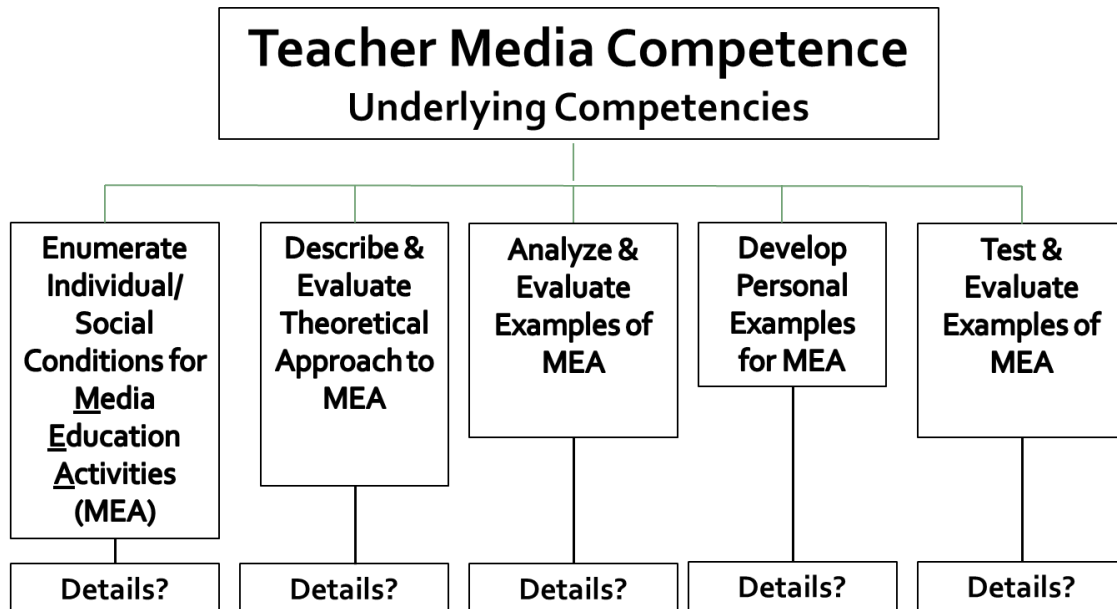 Teacher Media Competence
Underlying Competencies
Enumerate
Individual/
Social
Conditions for
Media
Education
Activities
(MEA)
Describe &
Evaluate
Theoretical
Approach to
MEA
Analyze &
Evaluate
Examples of
MEA
Develop
Personal
Examples
for MEA
Test &
Evaluate
Examples of
MEA
Details?
Details?
Details?
Details?
Details?